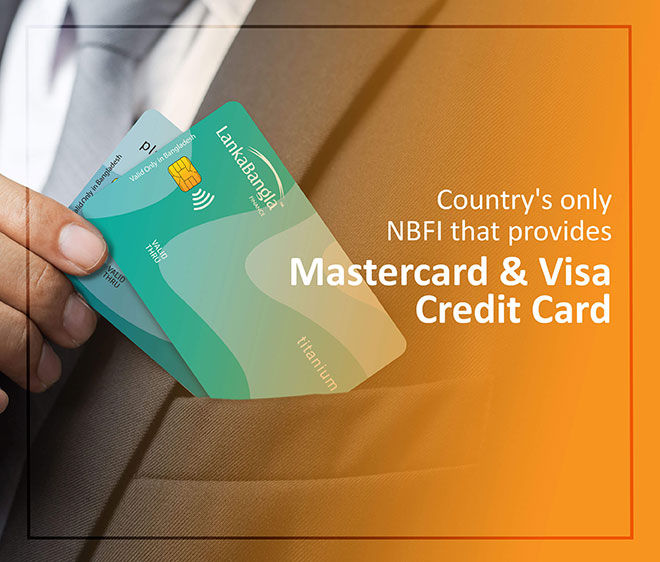 Country's only
NBFI that provides
Mastercard & Visa
Credit Card
LankaBangla
FINANCE
Valid Only in Bangladesh
VALID
THRU
titanium
pl
Valid Only in Bangladesh
VALID
THRU